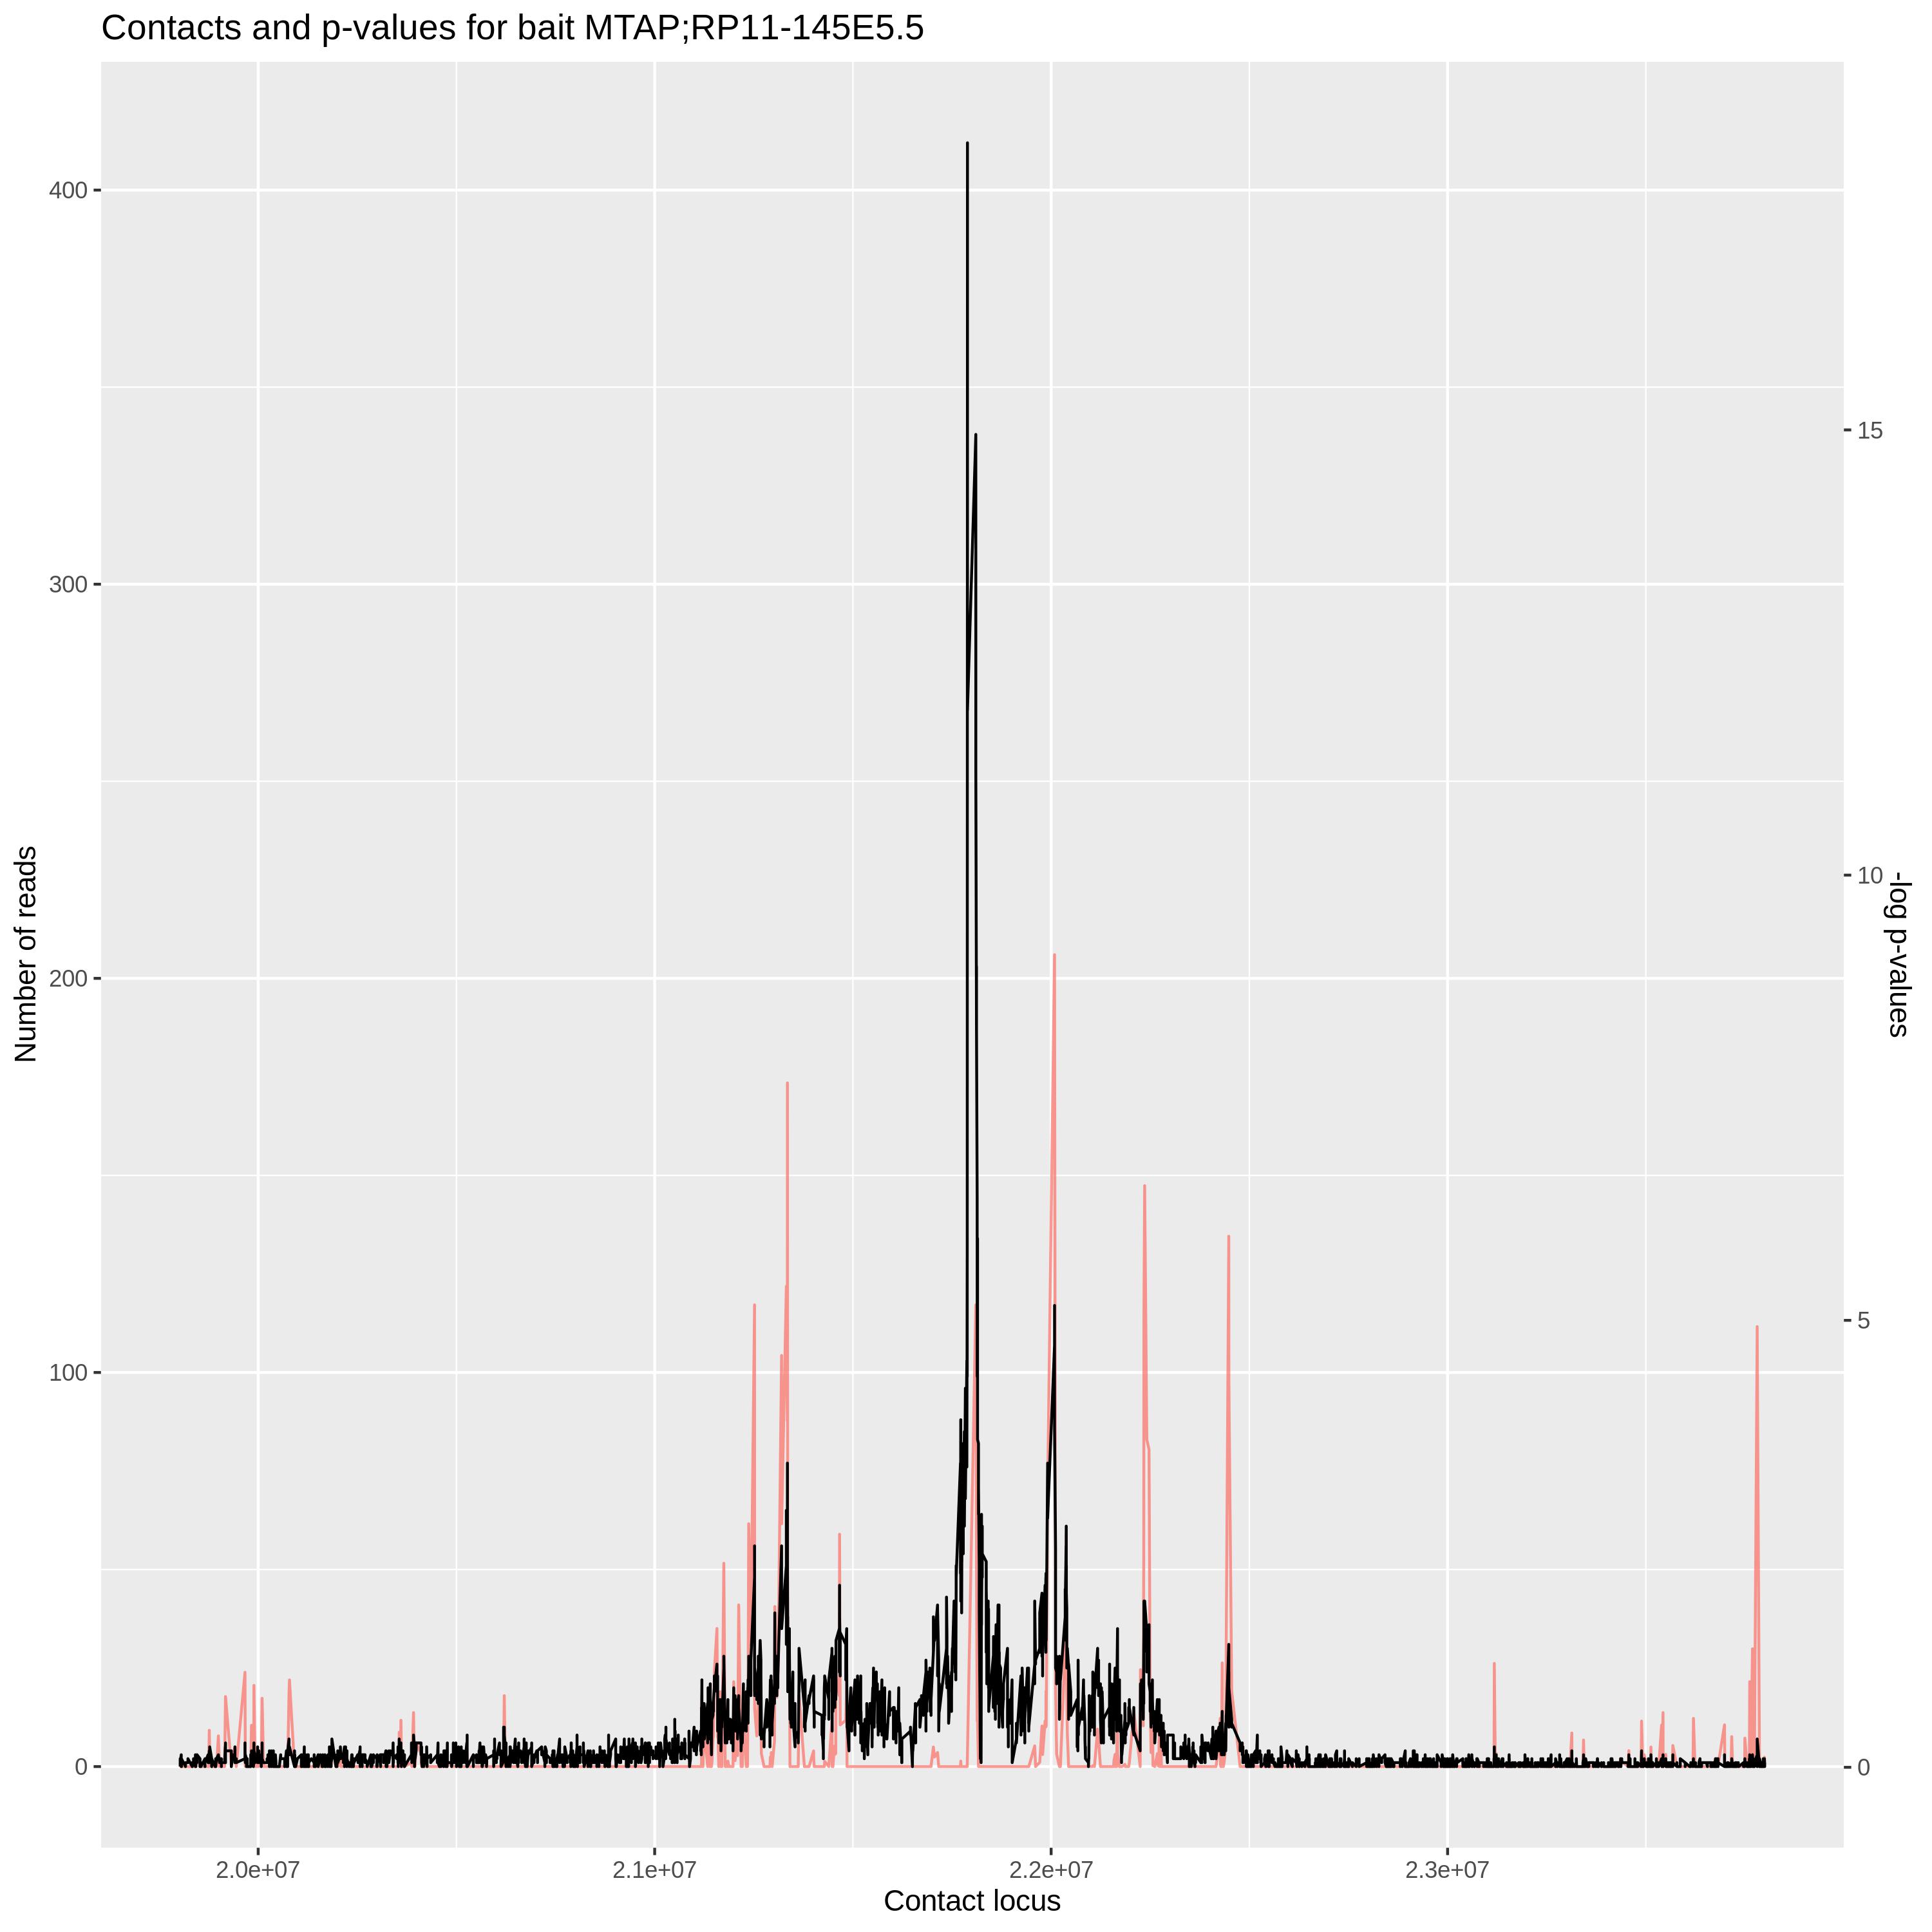 Contacts and p-values for bait MTAP;RP11-145E5.5
400
300
200
100
0
Number of reads
15
10
5
0
-log p-values
2.0e+07 2.1e+07 2.2e+07 2.3e+07
Contact locus